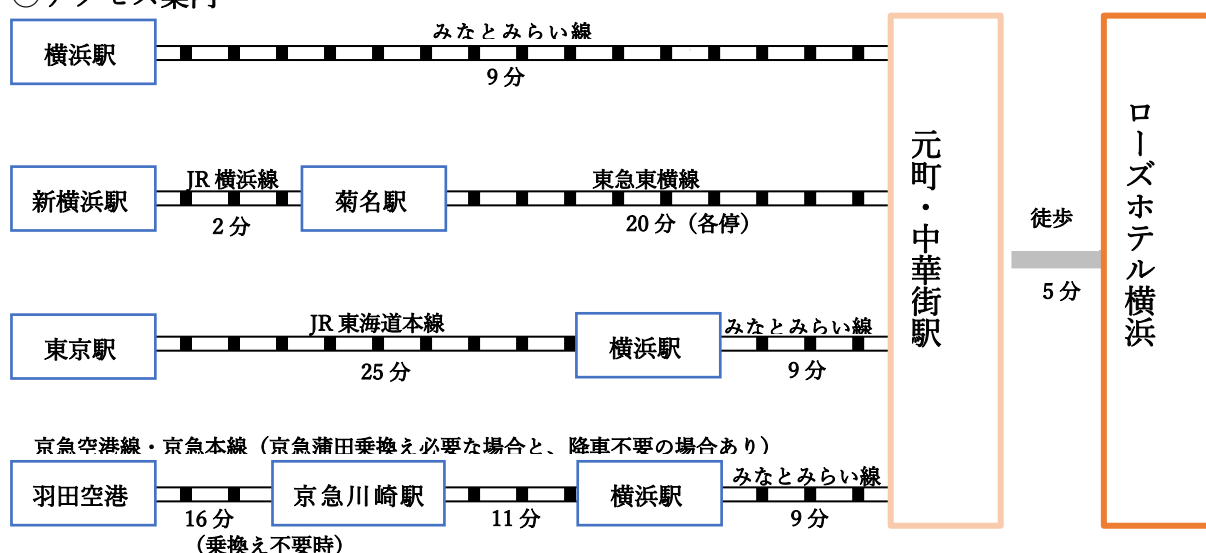 ○アクセス案内
みなとみらい線
横浜駅
9分
JR 横浜線
東急東横線
新横浜駅
菊名駅
2分
20分（各停）
JR 東海道本線
みなとみらい線
東京駅
横浜駅
25分
9分
京急空港線・京急本線（京急蒲田乗換え必要な場合と、降車不要の場合あり）
みなとみらい線
羽田空港
京急川崎駅
横浜駅
16分
11分
9分
（乗換え不要時）
元町・中華街駅
徒歩
5分
ローズホテル横浜